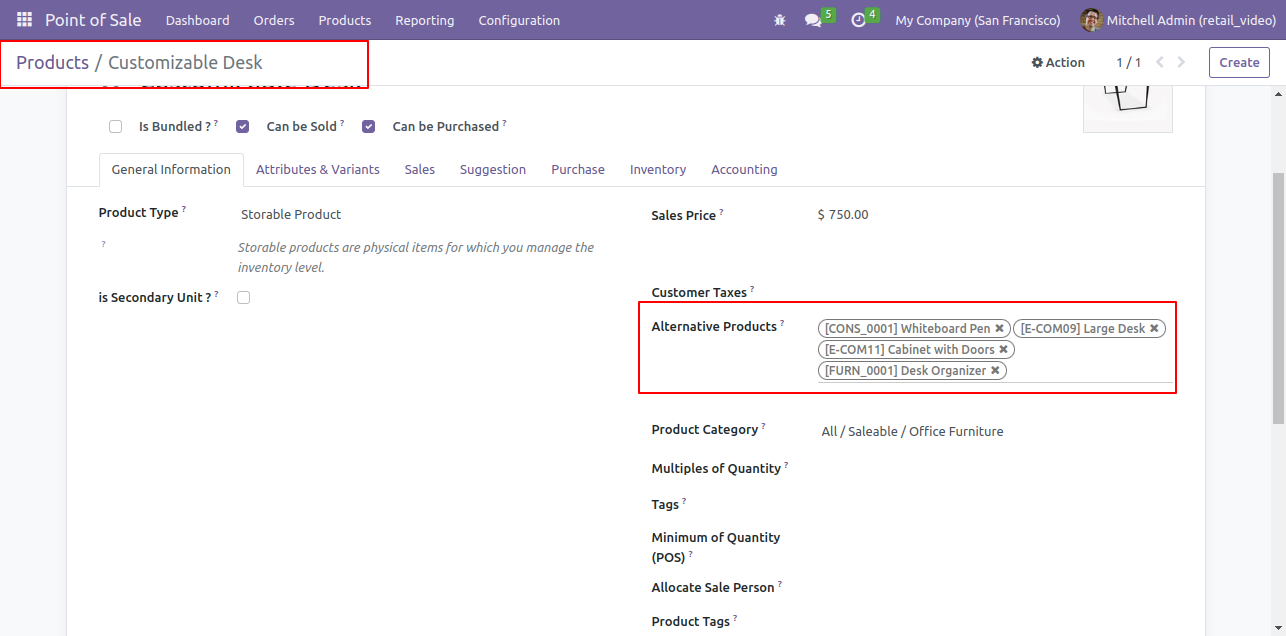 Point of Sale Dashboard Orders Products Reporting Configuration 5 4 My Company (San Francisco) Mitchell Admin (retail_video)
Products / Customizable Desk Action 1 / 1 Create
Is Bundled ? ? Can be Sold ? Can be Purchased ?
General Information Attributes & Variants Sales Suggestion Purchase Inventory Accounting
Product Type ? Storable Product
? Storable products are physical items for which you manage the
inventory level.
is Secondary Unit ? ?
Sales Price ? $ 750.00
Customer Taxes ?
Alternative Products ? [CONS_0001] Whiteboard Pen ✖ [E-COM09] Large Desk ✖
[E-COM11] Cabinet with Doors ✖
[FURN_0001] Desk Organizer ✖
Product Category ? All / Saleable / Office Furniture
Multiples of Quantity ?
Tags ?
Minimum of Quantity
(POS) ?
Allocate Sale Person ?
Product Tags ?